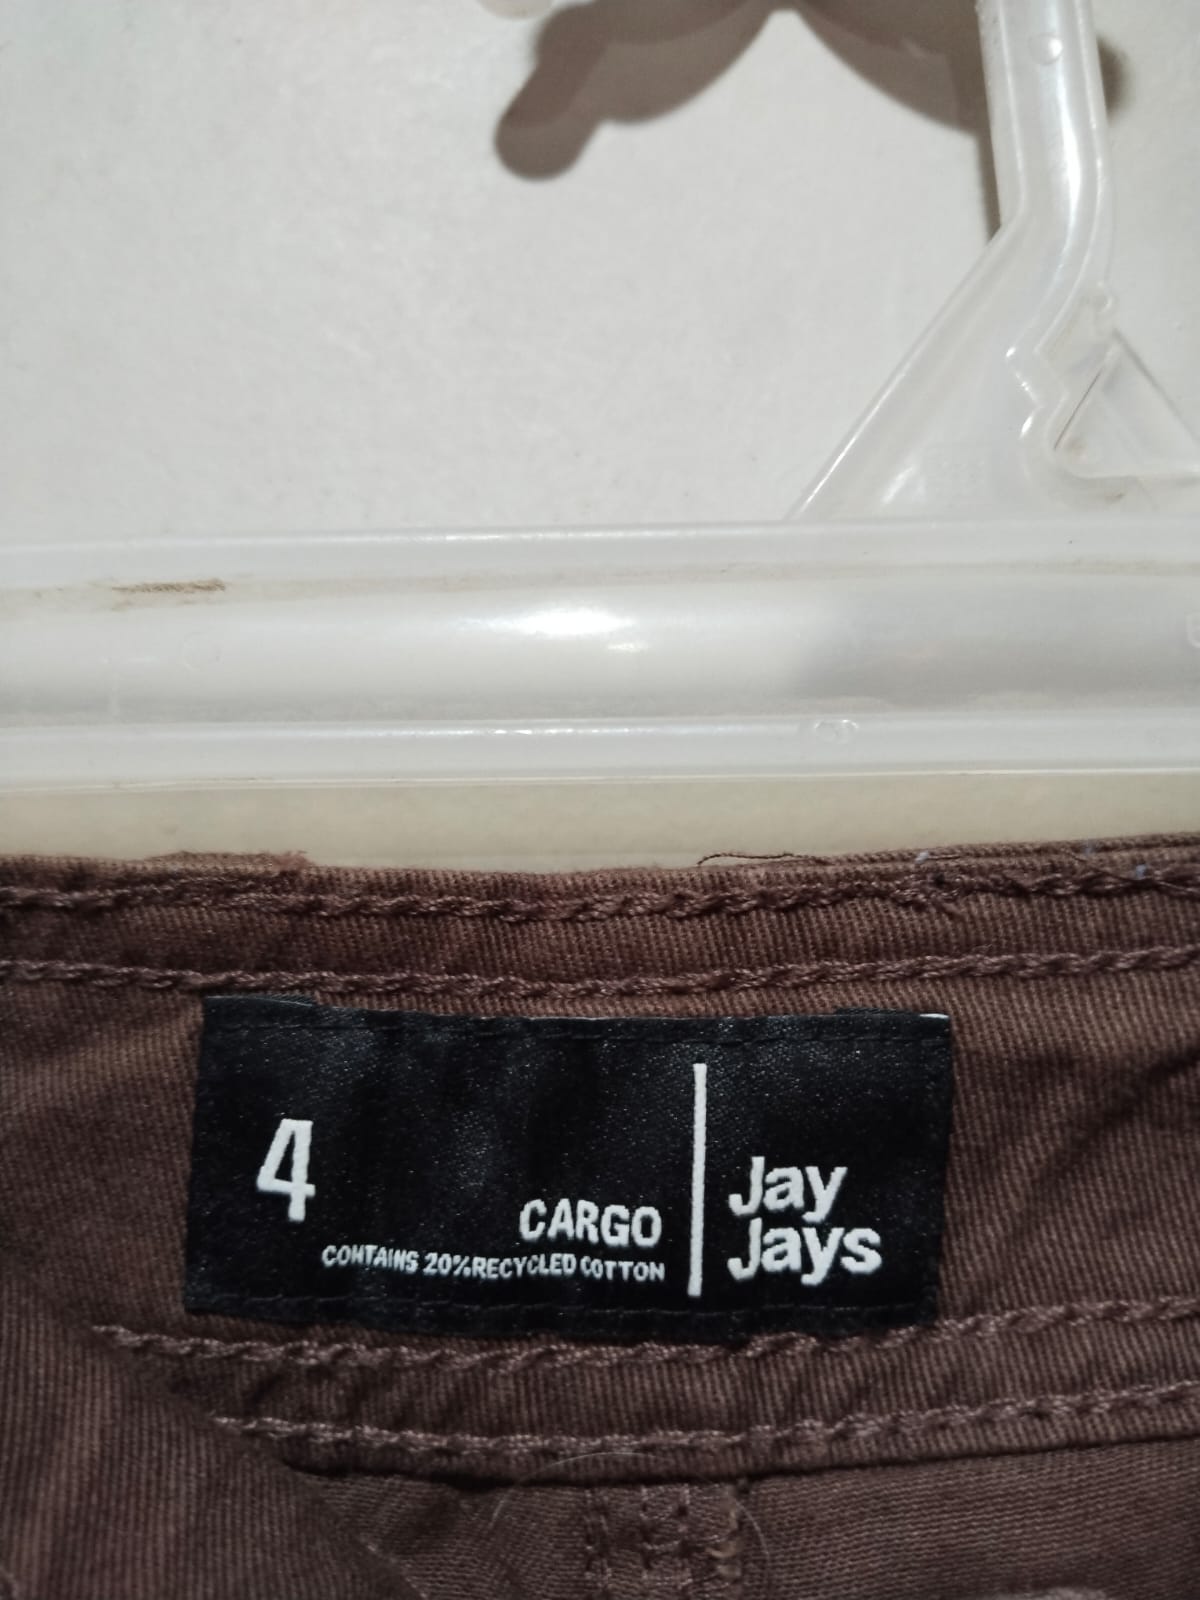 4
CARGO
CONTAINS 20% RECYCLED COTTON
Jay
Jays